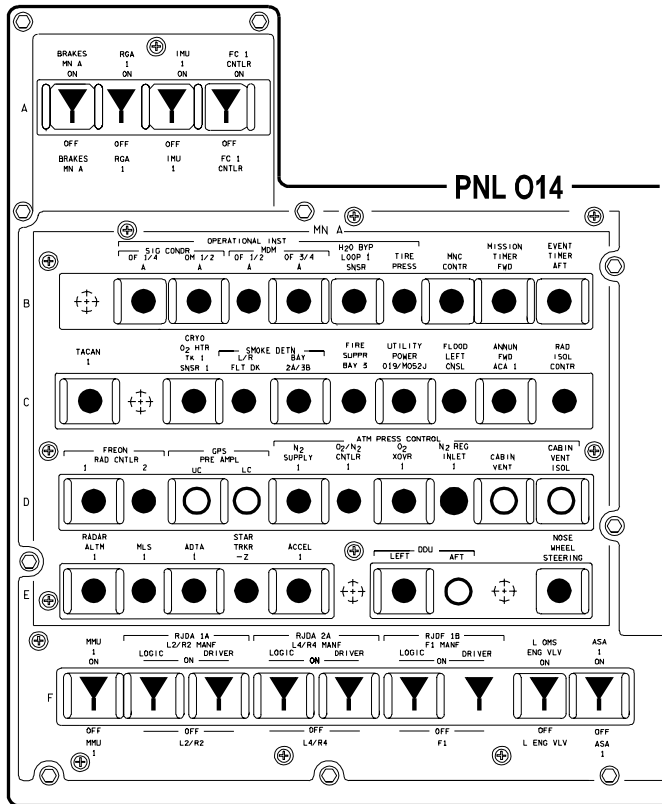 BRAKES RGA IMU FC 1
MN A 1 1 CNTLR
ON ON ON ON
A
OFF OFF OFF OFF
BRAKES RGA IMU FC 1
MN A 1 1 CNTLR
PNL O14
MN A
OPERATIONAL INST
SIG CONDR MDM H2O BYP MISSION EVENT
LOOP 1 TIRE MNC TIMER TIMER
OF 1/4 OM 1/2 OF 1/2 OF 3/4 SNSR PRESS CONTR FWD AFT
A A A A
B
CRYO
O2 HTR SMOKE DETN FIRE UTILITY FLOOD ANNUN RAD
TACAN TK 1 L/R BAY SUPPR POWER LEFT FWD ISOL
1 SNSR 1 FLT DK 2A/3B BAY 3 O19/MO52J CNSL ACA 1 CONTR
C
ATM PRESS CONTROL
FREON GPS N2 O2/N2 O2 N2 REG CABIN
RAD CNTLR PRE AMPL SUPPLY CNTLR XOVR INLET CABIN VENT
1 2 UC LC 1 1 1 1 VENT ISOL
D
RADAR STAR NOSE
ALTM MLS ADTA TRKR ACCEL DDU WHEEL
1 1 1 -Z 1 LEFT AFT STEERING
E
MMU RJDA 1A RJDA 2A RJDF 1B L OMS ASA
1 L2/R2 MANF L4/R4 MANF F1 MANF ENG VLV 1
ON LOGIC DRIVER LOGIC DRIVER LOGIC DRIVER ON ON
ON ON ON
F
OFF OFF OFF OFF OFF OFF
MMU L2/R2 L4/R4 F1 L ENG VLV ASA
1 1